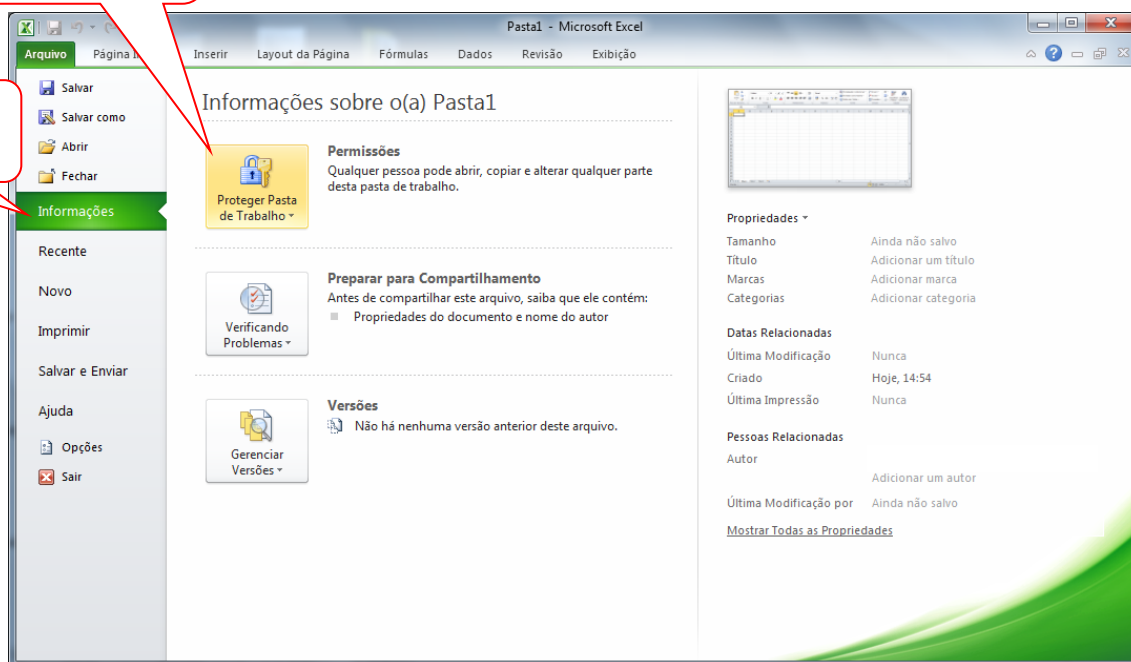 Pasta1 - Microsoft Excel
Arquivo
Página I
Inserir
Layout da Página
Fórmulas
Dados
Revisão
Exibição
Salvar
Salvar como
Abrir
Fechar
Informações
Recente
Novo
Imprimir
Salvar e Enviar
Ajuda
Opções
Sair
Informações sobre o(a) Pasta1
Proteger Pasta
de Trabalho
Permissões
Qualquer pessoa pode abrir, copiar e alterar qualquer parte
desta pasta de trabalho.
Verificando
Problemas
Preparar para Compartilhamento
Antes de compartilhar este arquivo, saiba que ele contém:
Propriedades do documento e nome do autor
Gerenciar
Versões
Versões
Não há nenhuma versão anterior deste arquivo.
Propriedades
Tamanho Ainda não salvo
Título Adicionar um título
Marcas Adicionar marca
Categorias Adicionar categoria
Datas Relacionadas
Última Modificação Nunca
Criado Hoje, 14:54
Última Impressão Nunca
Pessoas Relacionadas
Autor
Adicionar um autor
Última Modificação por Ainda não salvo
Mostrar Todas as Propriedades